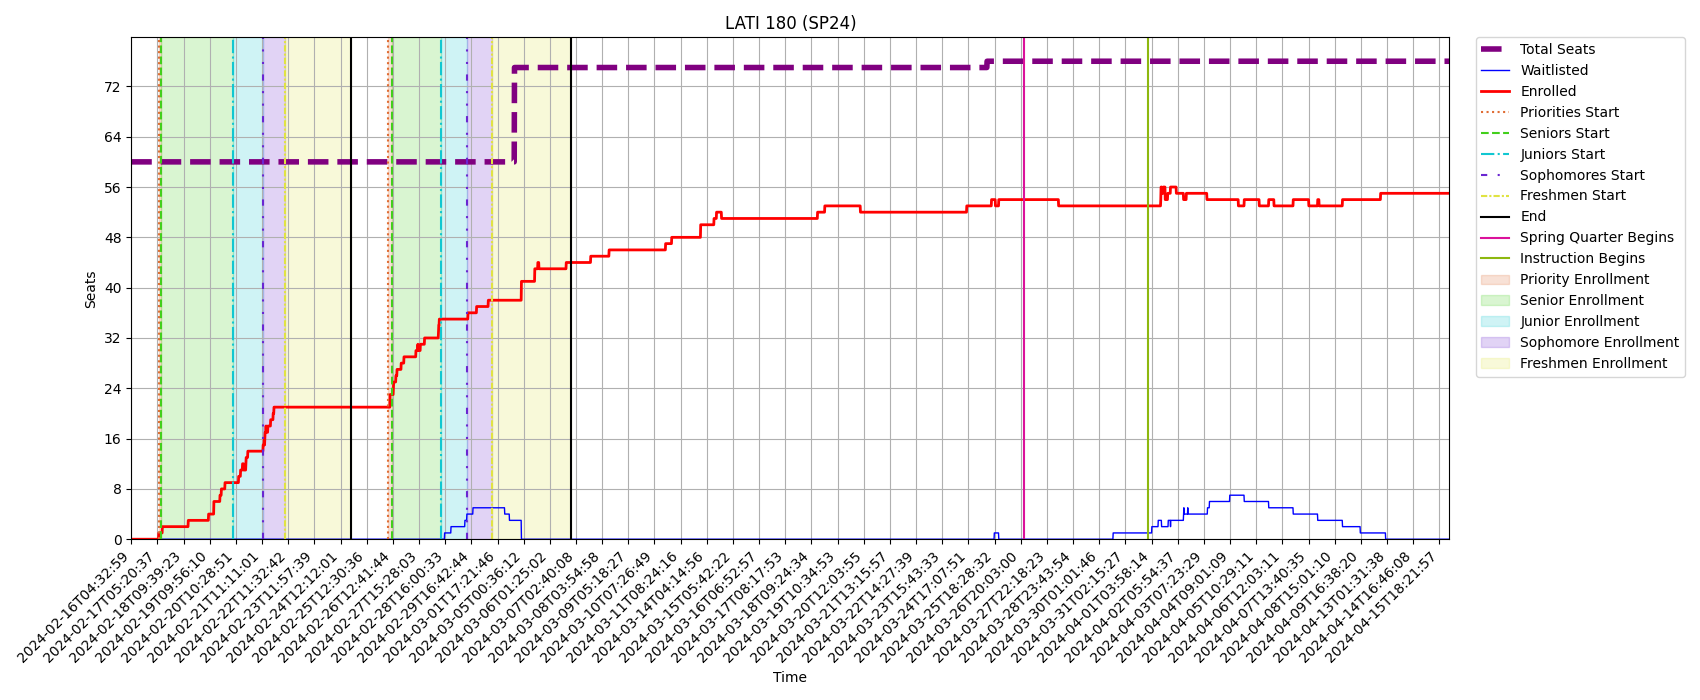 LATI 180 (SP24)
Seats
72
64
56
48
40
32
24
16
8
0
2024-02-16T04:32:59
2024-02-17T05:20:37
2024-02-18T09:39:23
2024-02-19T09:56:10
2024-02-20T10:28:51
2024-02-21T11:11:01
2024-02-22T11:32:42
2024-02-23T11:57:39
2024-02-24T12:12:01
2024-02-25T12:30:36
2024-02-26T12:41:44
2024-02-27T15:28:03
2024-02-29T16:00:33
2024-02-29T16:42:44
2024-03-01T17:21:46
2024-03-05T00:36:12
2024-03-06T01:25:02
2024-03-07T02:40:08
2024-03-08T03:54:58
2024-03-09T05:18:27
2024-03-10T07:26:49
2024-03-11T08:24:16
2024-03-14T04:14:56
2024-03-15T05:42:22
2024-03-16T06:52:57
2024-03-17T08:17:53
2024-03-18T09:24:34
2024-03-19T10:34:53
2024-03-20T12:03:55
2024-03-21T13:15:57
2024-03-22T14:27:39
2024-03-23T15:43:33
2024-03-24T17:07:51
2024-03-25T18:28:32
2024-03-26T20:03:00
2024-03-27T22:18:23
2024-03-28T23:43:54
2024-03-30T01:01:46
2024-03-31T02:15:27
2024-04-01T03:58:14
2024-04-02T05:54:37
2024-04-03T07:23:29
2024-04-04T09:01:09
2024-04-05T10:29:11
2024-04-06T12:03:11
2024-04-07T13:40:35
2024-04-08T15:01:10
2024-04-09T16:38:20
2024-04-13T01:31:38
2024-04-14T16:46:08
2024-04-15T18:21:57
Time
Total Seats
Waitlisted
Enrolled
Priorities Start
Seniors Start
Juniors Start
Sophomores Start
Freshmen Start
End
Spring Quarter Begins
Instruction Begins
Priority Enrollment
Senior Enrollment
Junior Enrollment
Sophomore Enrollment
Freshmen Enrollment